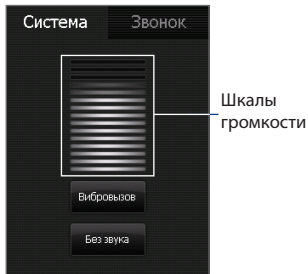 Система Звонок
Шкалы
громкости
Вибровызов
Без звука